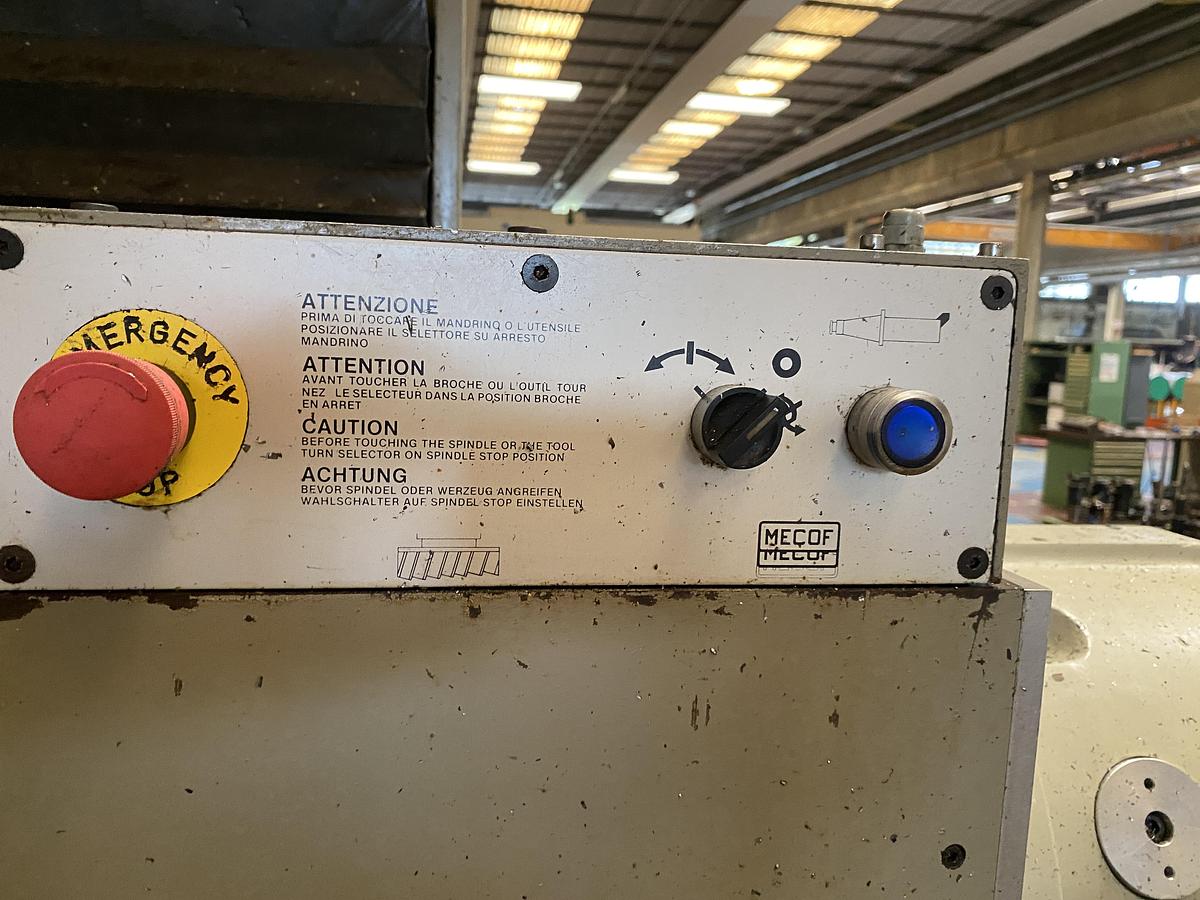 EMERGENCY
ATTENZIONE
PRIMA DI TOCCARE IL MANDRINO O L'UTENSILE
POSIZIONARE IL SELETTORE SU ARRESTO
MANDRINO
ATTENTION
AVANT TOUCHER LA BROCHE OU L'OUTIL TOUR
NEZ LE SELECTEUR DANS LA POSITION BROCHE
EN ARRET
CAUTION
BEFORE TOUCHING THE SPINDLE OR THE TOOL
TURN SELECTOR ON SPINDLE STOP POSITION
ACHTUNG
BEVOR SPINDEL ODER WERZEUG ANGREIFEN
WAHLSCHALTER AUF SPINDEL STOP EINSTELLEN
MECOF
MECOF